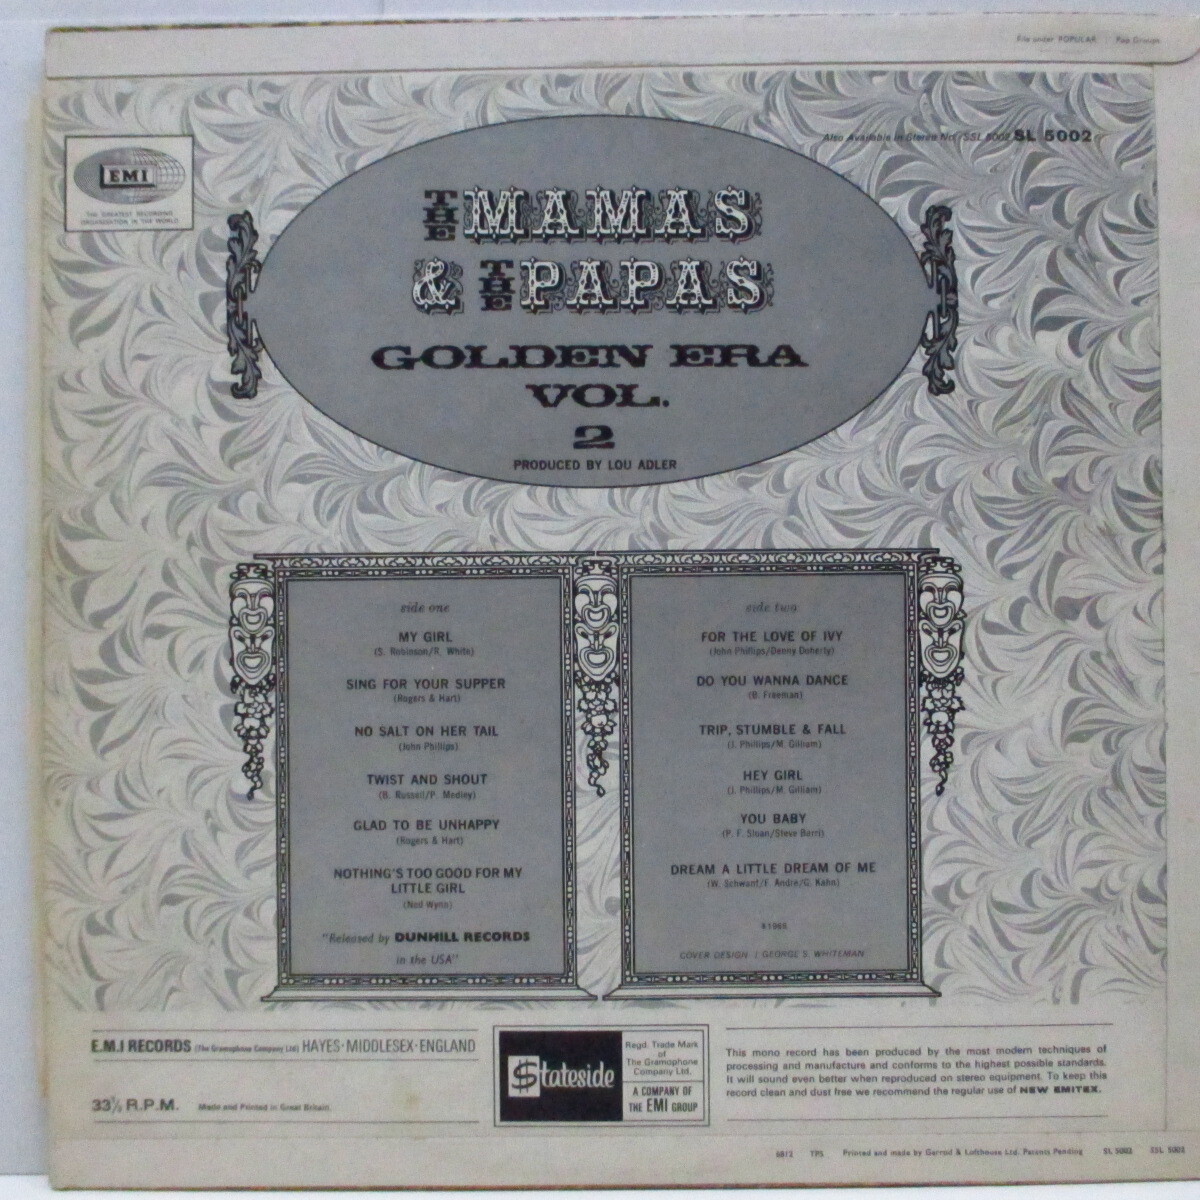 File under POPULAR : Pop Groups
Also Available in Stereo No. SSL 5002 SL 5002
EMI
THE GREATEST RECORDING
ORGANISATION IN THE WORLD
THE MAMAS
& THE PAPAS
GOLDEN ERA
VOL.
2
PRODUCED BY LOU ADLER
side one
MY GIRL
(S. Robinson/R. White)
SING FOR YOUR SUPPER
(Rogers & Hart)
NO SALT ON HER TAIL
(John Phillips)
TWIST AND SHOUT
(B. Russell/P. Medley)
GLAD TO BE UNHAPPY
(Rogers & Hart)
NOTHING'S TOO GOOD FOR MY
LITTLE GIRL
(Ned Wynn)
"Released by DUNHILL RECORDS
in the USA"
side two
FOR THE LOVE OF IVY
(John Phillips/Denny Doherty)
DO YOU WANNA DANCE
(B. Freeman)
TRIP, STUMBLE & FALL
(J. Phillips/M. Gilliam)
HEY GIRL
(J. Phillips/M. Gilliam)
YOU BABY
(P. F. Sloan/Steve Barri)
DREAM A LITTLE DREAM OF ME
(W. Schwant/F. Andre/G. Kahn)
COVER DESIGN / GEORGE S. WHITEMAN
E.M.I RECORDS (The Gramophone Company Ltd) HAYES·MIDDLESEX·ENGLAND
33⅓ R.P.M. Made and Printed in Great Britain.
$tateside
Regd. Trade Mark
of
The Gramophone
Company Ltd.
A COMPANY OF
THE EMI GROUP
This mono record has been produced by the most modern techniques of
processing and manufacture and conforms to the highest possible standards.
It will sound even better when reproduced on stereo equipment. To keep this
record clean and dust free we recommend the regular use of NEW EMITEX.
6812 TPS Printed and made by Garrod & Lofthouse Ltd. Patents Pending SL 5002 SSL 5002